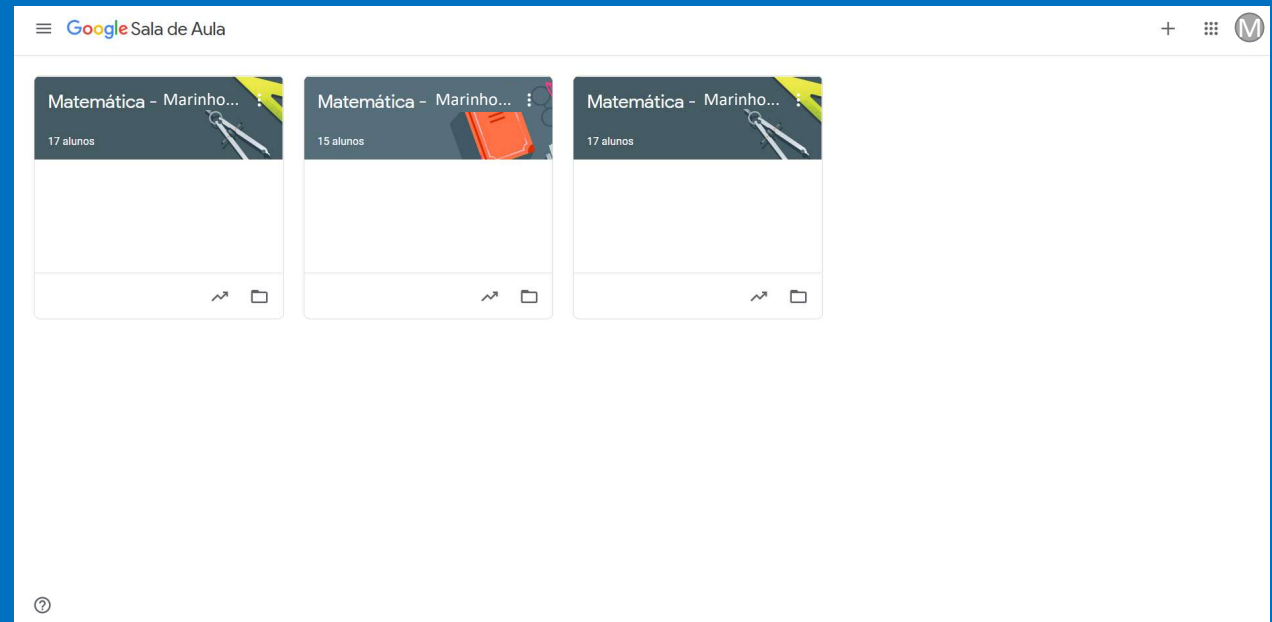 Google Sala de Aula
M
Matemática - Marinho...
17 alunos
Matemática - Marinho...
15 alunos
Matemática - Marinho...
17 alunos
?